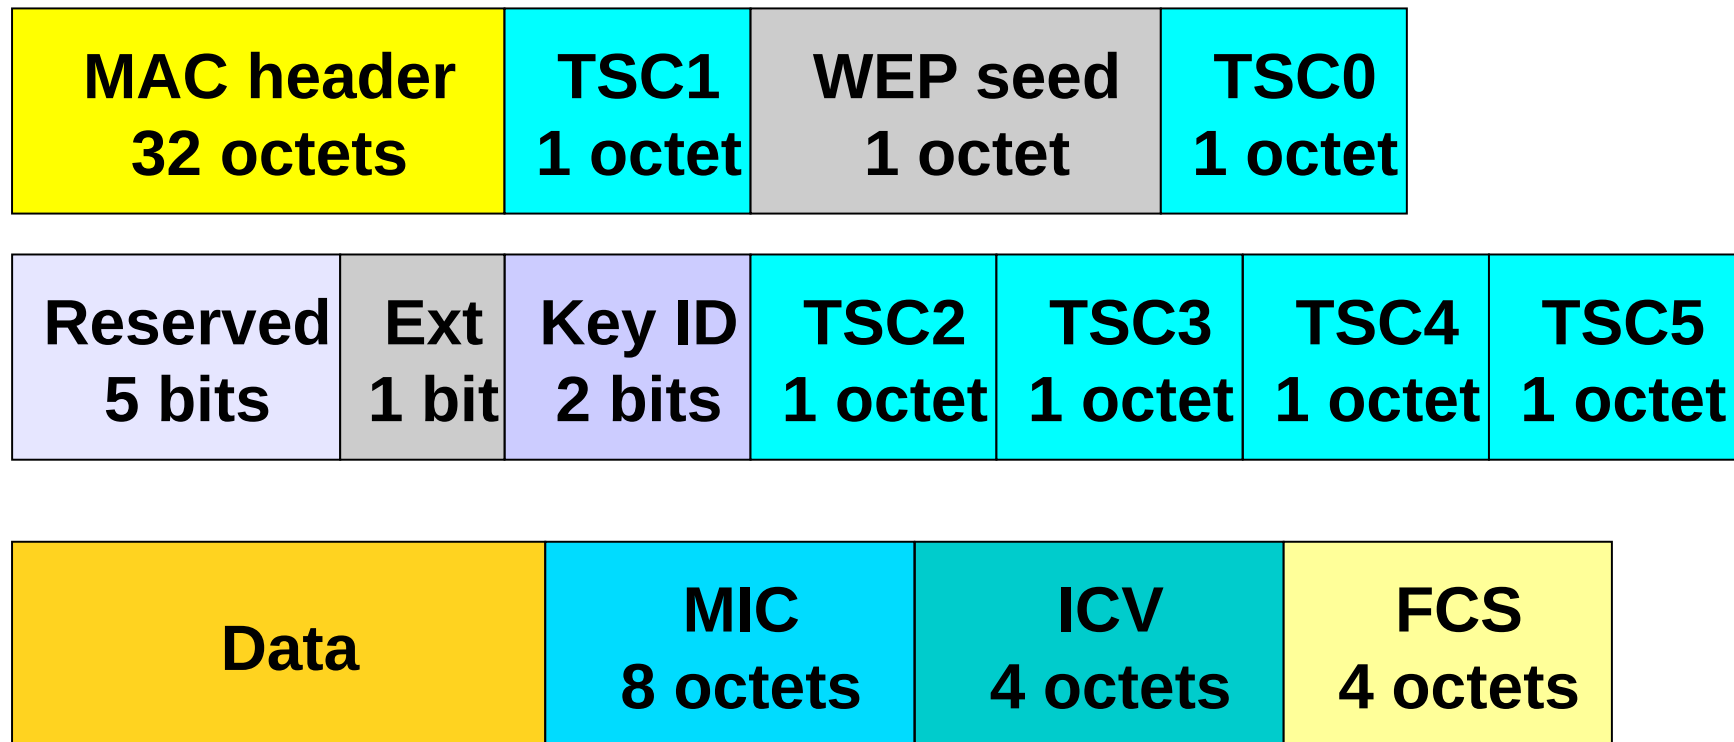 MAC header
32 octets
TSC1
1 octet
WEP seed
1 octet
TSC0
1 octet
Reserved
5 bits
Ext
1 bit
Key ID
2 bits
TSC2
1 octet
TSC3
1 octet
TSC4
1 octet
TSC5
1 octet
Data
MIC
8 octets
ICV
4 octets
FCS
4 octets